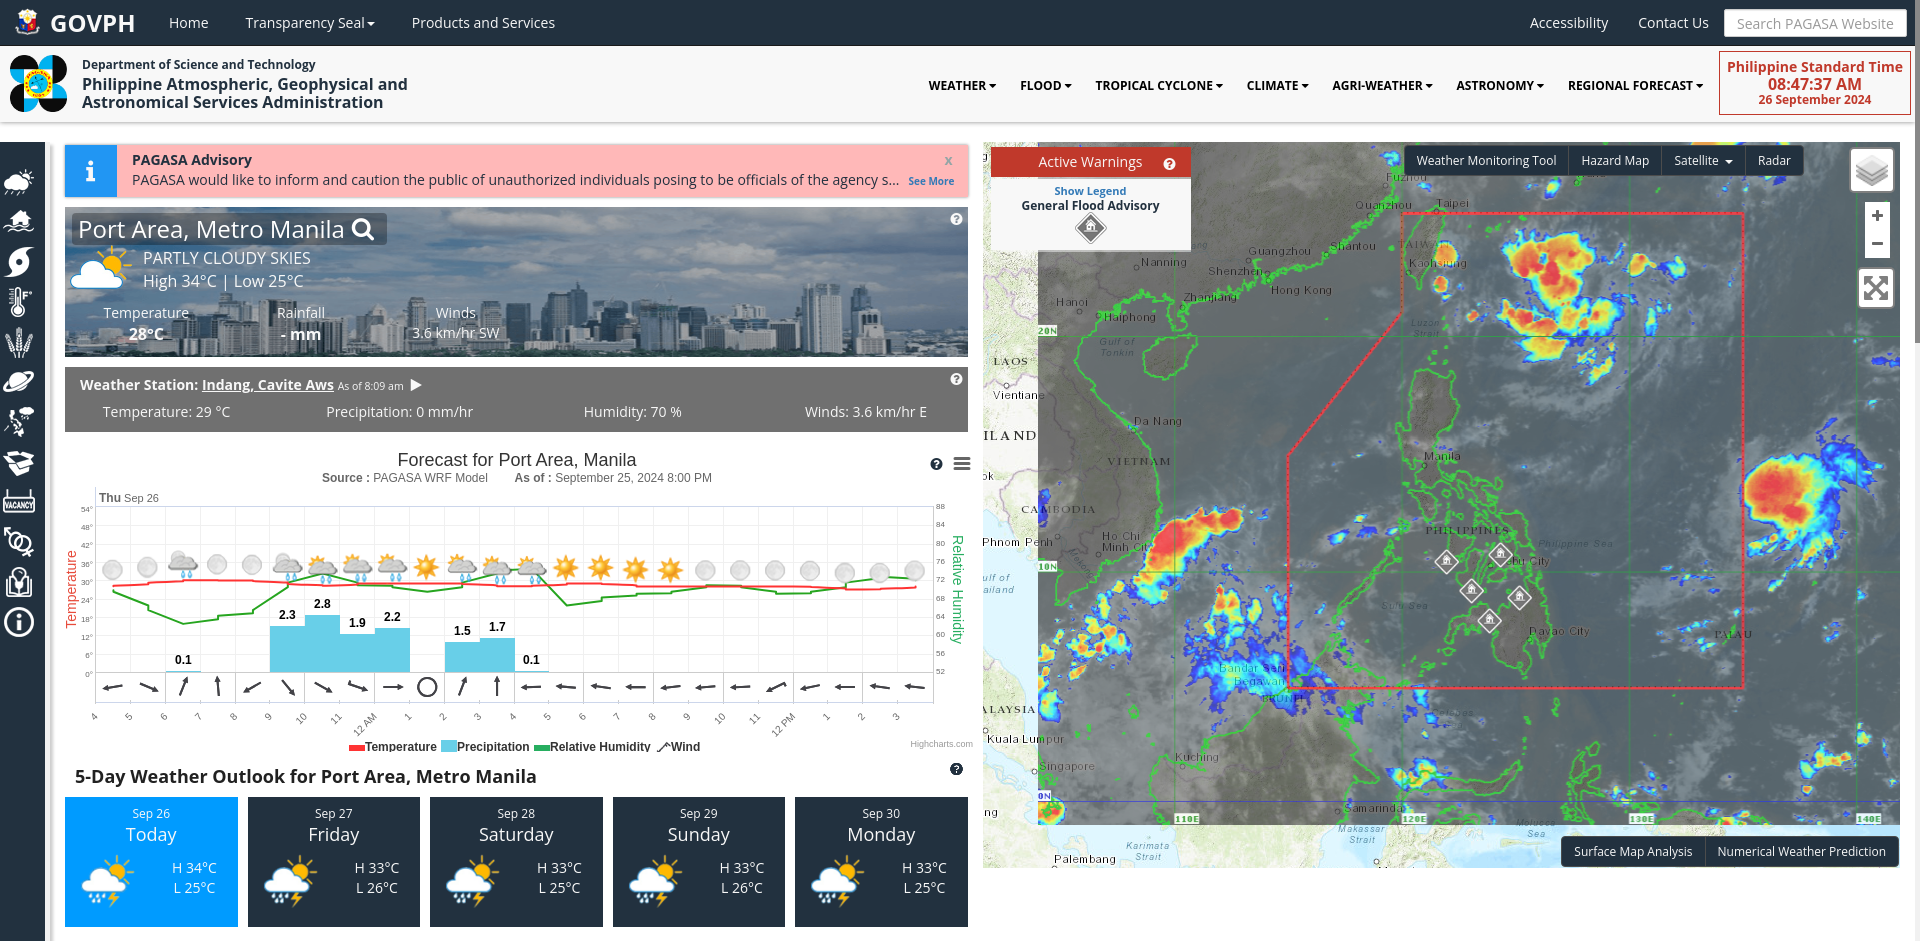 GOVPH
Home
Transparency Seal
Products and Services
Accessibility
Contact Us
Search PAGASA Website
Department of Science and Technology
Philippine Atmospheric, Geophysical and
Astronomical Services Administration
WEATHER
FLOOD
TROPICAL CYCLONE
CLIMATE
AGRI-WEATHER
ASTRONOMY
REGIONAL FORECAST
Philippine Standard Time
08:47:37 AM
26 September 2024
VACANCY
PAGASA Advisory
x
PAGASA would like to inform and caution the public of unauthorized individuals posing to be officials of the agency s... See More
Port Area, Metro Manila
PARTLY CLOUDY SKIES
High 34°C | Low 25°C
Temperature
28°C
Rainfall
- mm
Winds
3.6 km/hr SW
Weather Station: Indang, Cavite Aws As of 8:09 am
Temperature: 29 °C
Precipitation: 0 mm/hr
Humidity: 70 %
Winds: 3.6 km/hr E
Forecast for Port Area, Manila
Source : PAGASA WRF Model As of : September 25, 2024 8:00 PM
Thu Sep 26
Temperature
54°
48°
42°
36°
30°
24°
18°
12°
6°
0°
88
84
80
76
72
68
64
60
56
52
Relative Humidity
0.1
2.3
2.8
1.9
2.2
1.5
1.7
0.1
4 5 6 7 8 9 10 11 12 AM 1 2 3 4 5 6 7 8 9 10 11 12 PM 1 2 3
Temperature Precipitation Relative Humidity Wind
Highcharts.com
5-Day Weather Outlook for Port Area, Metro Manila
Sep 26
Today
H 34°C
L 25°C
Sep 27
Friday
H 33°C
L 26°C
Sep 28
Saturday
H 33°C
L 25°C
Sep 29
Sunday
H 33°C
L 26°C
Sep 30
Monday
H 33°C
L 25°C
Active Warnings
Show Legend
General Flood Advisory
Weather Monitoring Tool
Hazard Map
Satellite
Radar
+
−
Fuzhou
Quanzhou
Taipei
Shantou
TAIWAN
Kaohsiung
Guangzhou
Nanning
Shenzhen
Hong Kong
Zhanjiang
Hanoi
Haiphong
Gulf of
Tonkin
Luzon
Strait
20N
LAOS
Vientiane
Da Nang
ILAND
VIETNAM
Manila
ok
CAMBODIA
Phnom Penh
Ho Chi
Minh City
PHILIPPINES
Philippine Sea
Cebu City
10N
ulf of
ailand
Sulu Sea
Davao City
PALAU
Bandar Seri
Begawan
BRUNEI
Celebes
Sea
ALAYSIA
Kuala Lumpur
Kuching
Singapore
0N
ng
Samarinda
110E
120E
130E
140E
Makassar
Strait
Molucca
Sea
Karimata
Strait
Palembang
Surface Map Analysis
Numerical Weather Prediction